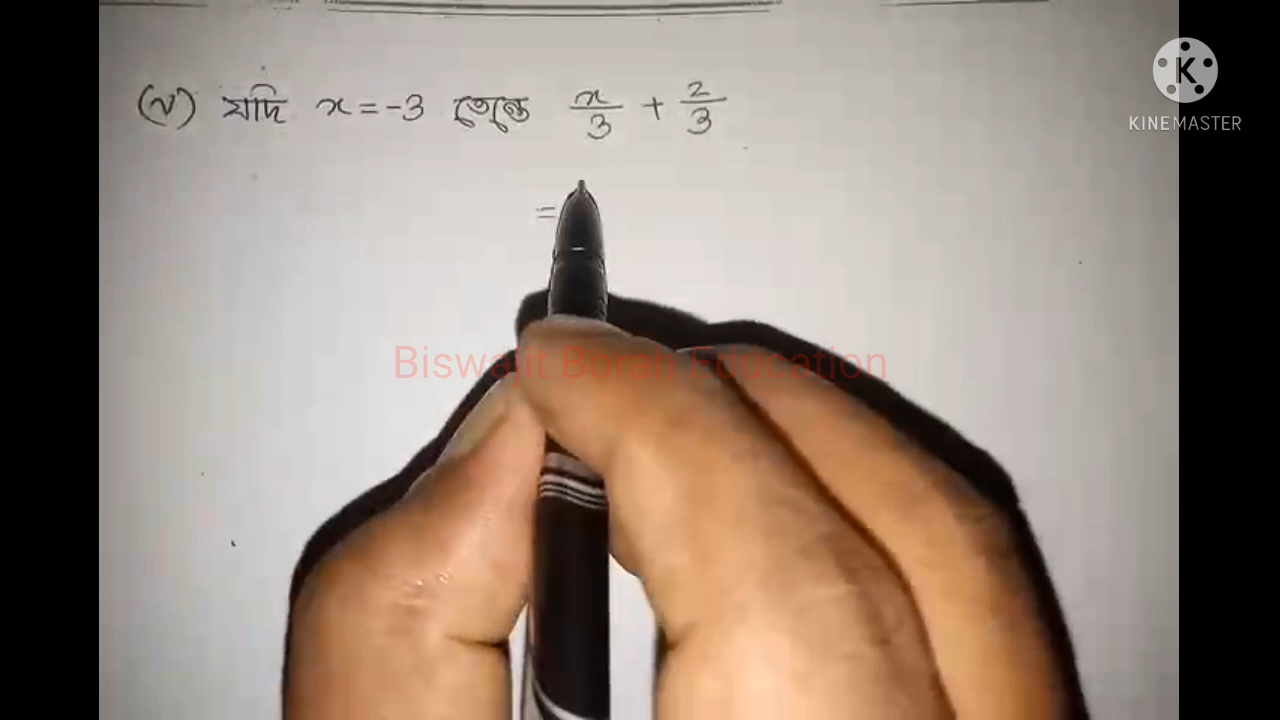 (v) যদি x = -3 তেন্তে x/3 + 2/3
=
Biswajit Borah Education
KINEMASTER